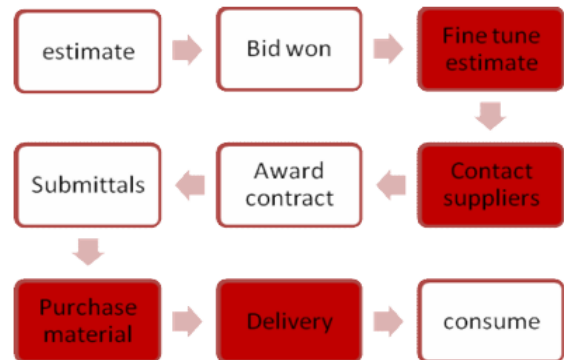 estimate
Bid won
Fine tune
estimate
Submittals
Award
contract
Contact
suppliers
Purchase
material
Delivery
consume